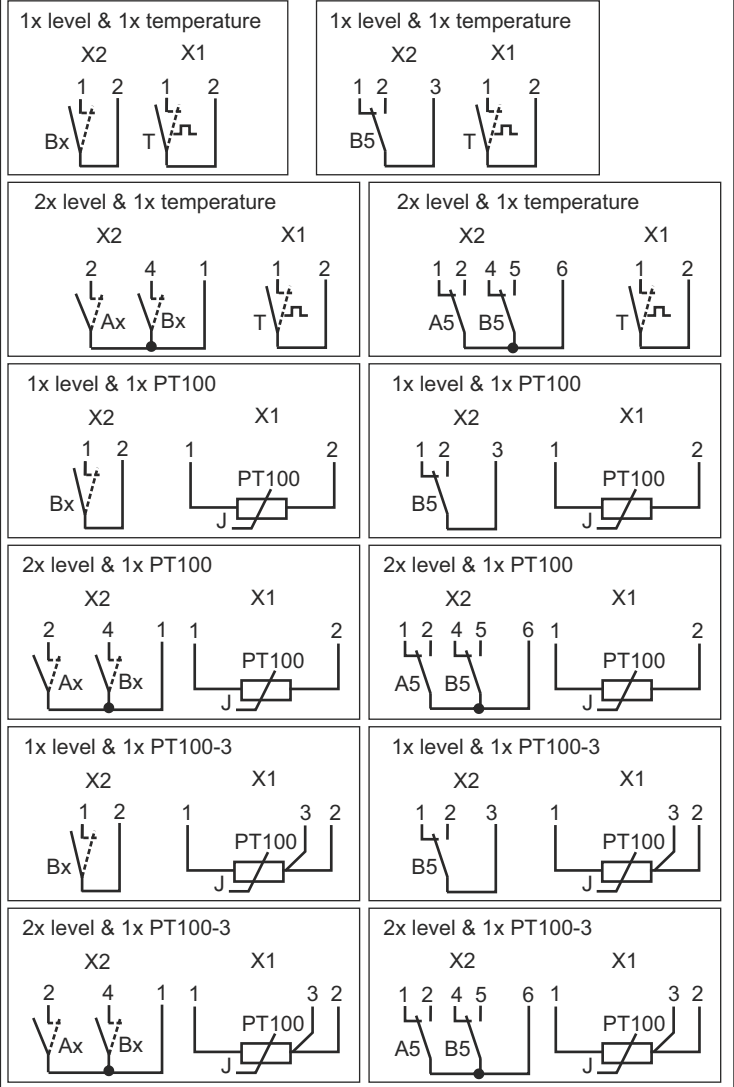 1x level & 1x temperature
X2 X1
1 2 1 2
Bx T
1x level & 1x temperature
X2 X1
1 2 3 1 2
B5 T
2x level & 1x temperature
X2 X1
2 4 1 1 2
Ax Bx T
2x level & 1x temperature
X2 X1
1 2 4 5 6 1 2
A5 B5 T
1x level & 1x PT100
X2 X1
1 2 1 2
PT100
Bx
J
1x level & 1x PT100
X2 X1
1 2 3 1 2
PT100
B5
J
2x level & 1x PT100
X2 X1
2 4 1 1 2
PT100
Ax Bx
J
2x level & 1x PT100
X2 X1
1 2 4 5 6 1 2
PT100
A5 B5
J
1x level & 1x PT100-3
X2 X1
1 2 1 3 2
PT100
Bx
J
1x level & 1x PT100-3
X2 X1
1 2 3 1 3 2
PT100
B5
J
2x level & 1x PT100-3
X2 X1
2 4 1 1 3 2
PT100
Ax Bx
J
2x level & 1x PT100-3
X2 X1
1 2 4 5 6 1 3 2
PT100
A5 B5
J